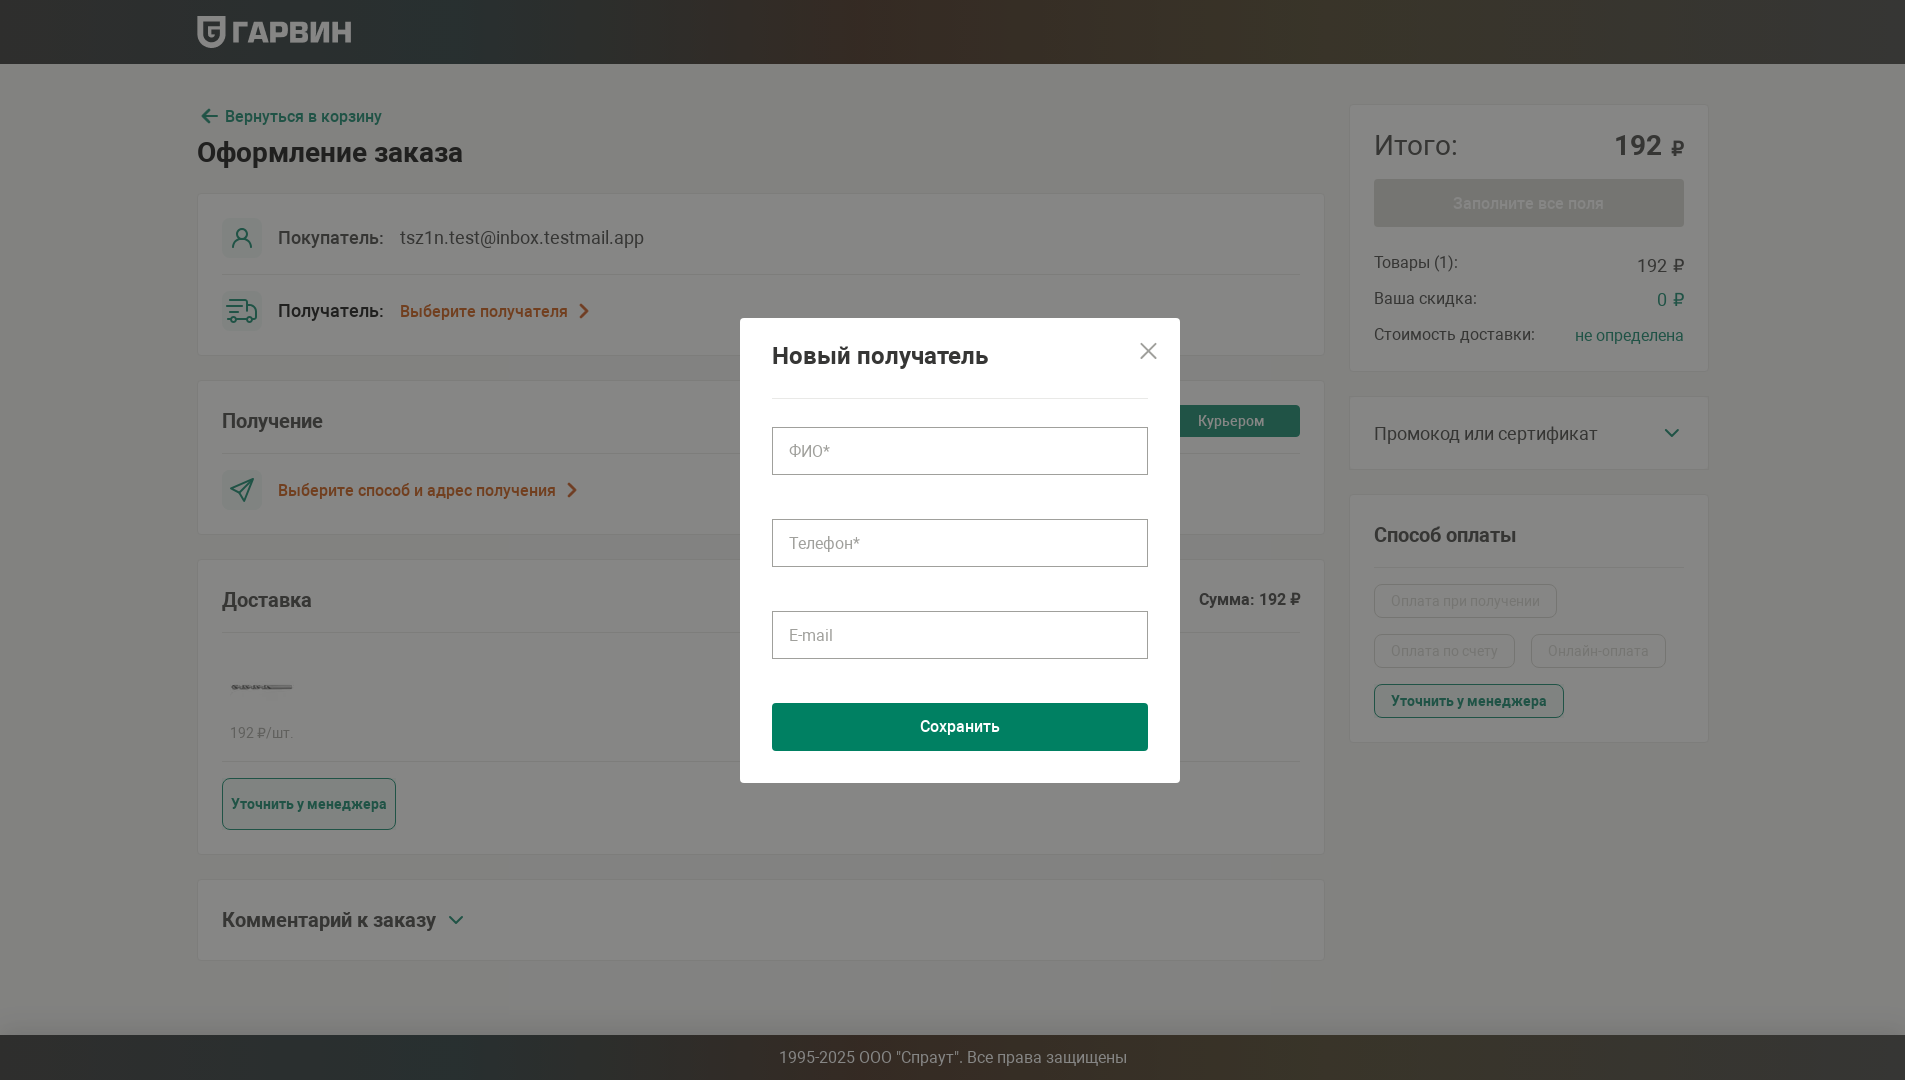 ГАРВИН
Вернуться в корзину
Оформление заказа
Покупатель: tsz1n.test@inbox.testmail.app
Получатель: Выберите получателя
Получение
Курьером
Выберите способ и адрес получения
Доставка
Сумма: 192 ₽
192 ₽/шт.
Уточнить у менеджера
Комментарий к заказу
Новый получатель
ФИО*
Телефон*
E-mail
Сохранить
Итого: 192 ₽
Заполните все поля
Товары (1): 192 ₽
Ваша скидка: 0 ₽
Стоимость доставки: не определена
Промокод или сертификат
Способ оплаты
Оплата при получении
Оплата по счету Онлайн-оплата
Уточнить у менеджера
1995-2025 ООО "Спраут". Все права защищены